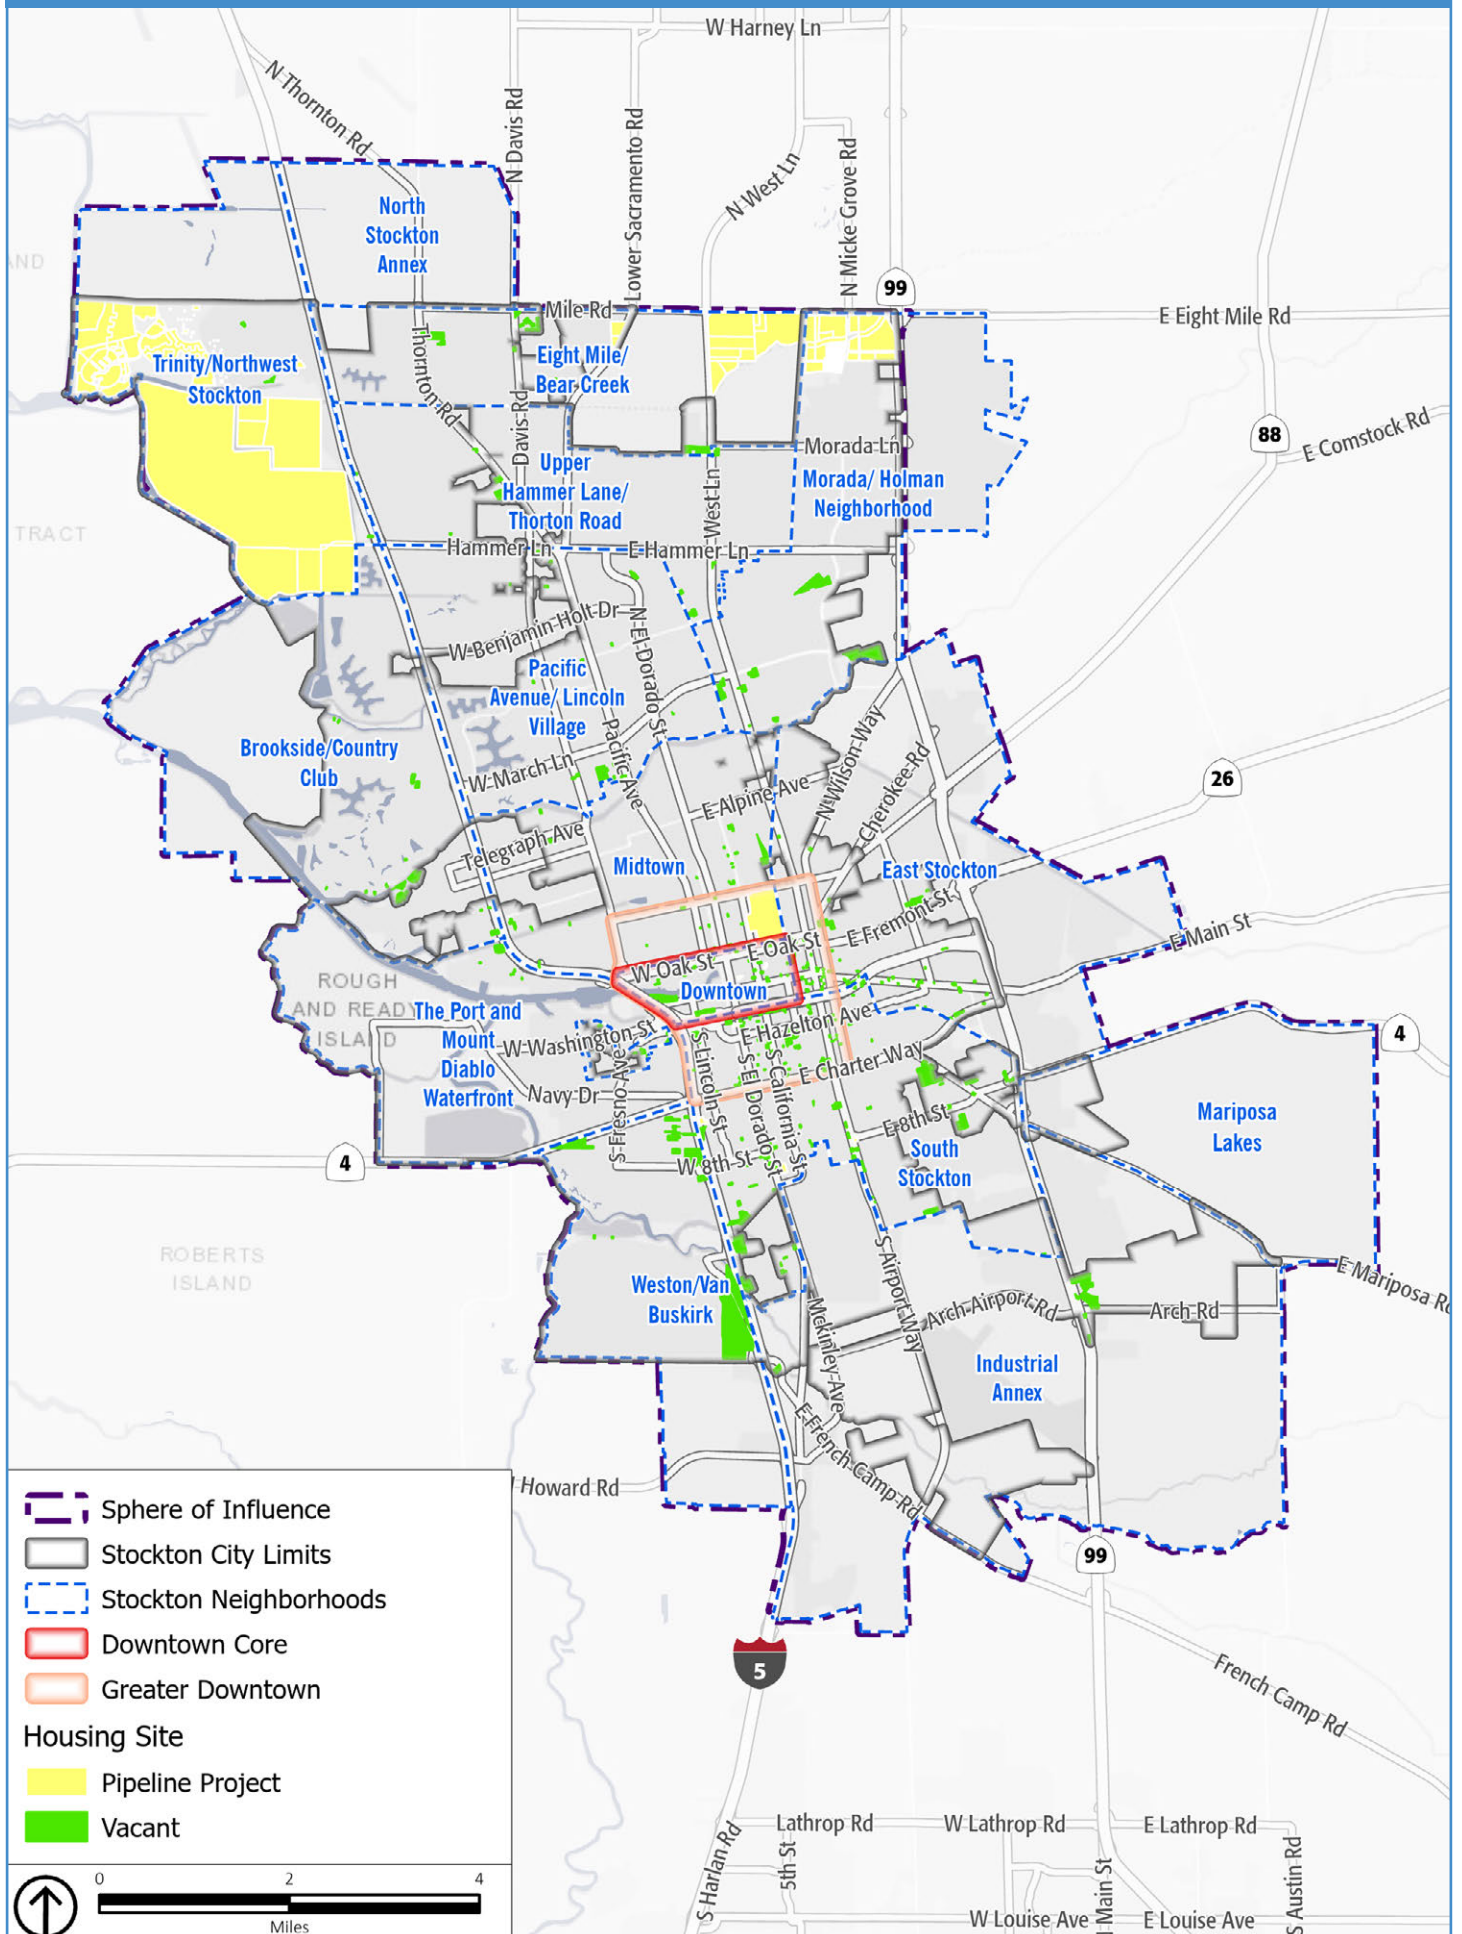 W Harney Ln
N Thornton Rd
N Davis Rd
Lower Sacramento Rd
N West Ln
N Micke Grove Rd
North
Stockton
Annex
AND
99
Mile Rd
E Eight Mile Rd
Trinity/Northwest
Stockton
Thornton Rd
Eight Mile/
Bear Creek
Davis Rd
88
E Comstock Rd
Morada Ln
Upper
Hammer Lane/
Thorton Road
West Ln
Morada/ Holman
Neighborhood
TRACT
Hammer Ln
E Hammer Ln
W Benjamin Holt Dr
N El Dorado St
Pacific
Avenue/ Lincoln
Village
Brookside/Country
Club
W March Ln
Pacific Ave
N Wilson Way
Cherokee Rd
26
E Alpine Ave
Telegraph Ave
Midtown
East Stockton
E Fremont St
E Main St
W Oak St
E Oak St
Downtown
ROUGH
AND READY
ISLAND
The Port and
Mount
Diablo
Waterfront
W Washington St
E Hazelton Ave
E Charter Way
4
Navy Dr
S Fresno Ave
S Lincoln St
S El Dorado St
S California St
E 8th St
Mariposa
Lakes
4
W 8th St
South
Stockton
ROBERTS
ISLAND
Weston/Van
Buskirk
S Airport Way
Mckinley Ave
Arch Airport Rd
Arch Rd
E Mariposa Rd
Industrial
Annex
E French Camp Rd
Howard Rd
99
5
French Camp Rd
Sphere of Influence
Stockton City Limits
Stockton Neighborhoods
Downtown Core
Greater Downtown
Housing Site
Pipeline Project
Vacant
0 2 4
Miles
S Harlan Rd
Lathrop Rd
5th St
W Lathrop Rd
E Lathrop Rd
Main St
S Austin Rd
W Louise Ave
E Louise Ave